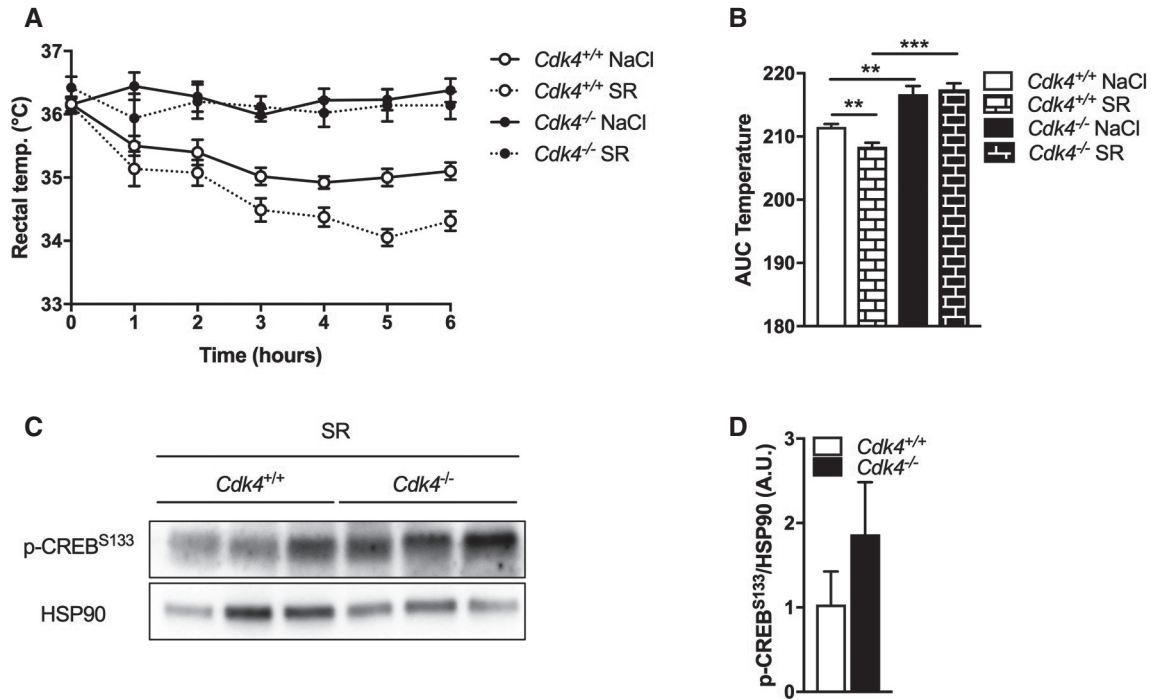 A
Rectal temp. (°C)
37
36
35
34
33
0 1 2 3 4 5 6
Time (hours)
Cdk4+/+ NaCl
Cdk4+/+ SR
Cdk4-/- NaCl
Cdk4-/- SR
B
AUC Temperature
220
210
200
190
180
***
**
**
Cdk4+/+ NaCl
Cdk4+/+ SR
Cdk4-/- NaCl
Cdk4-/- SR
C
SR
Cdk4+/+ Cdk4-/-
p-CREBS133
HSP90
D
p-CREBS133/HSP90 (A.U.)
3
2
1
0
Cdk4+/+
Cdk4-/-